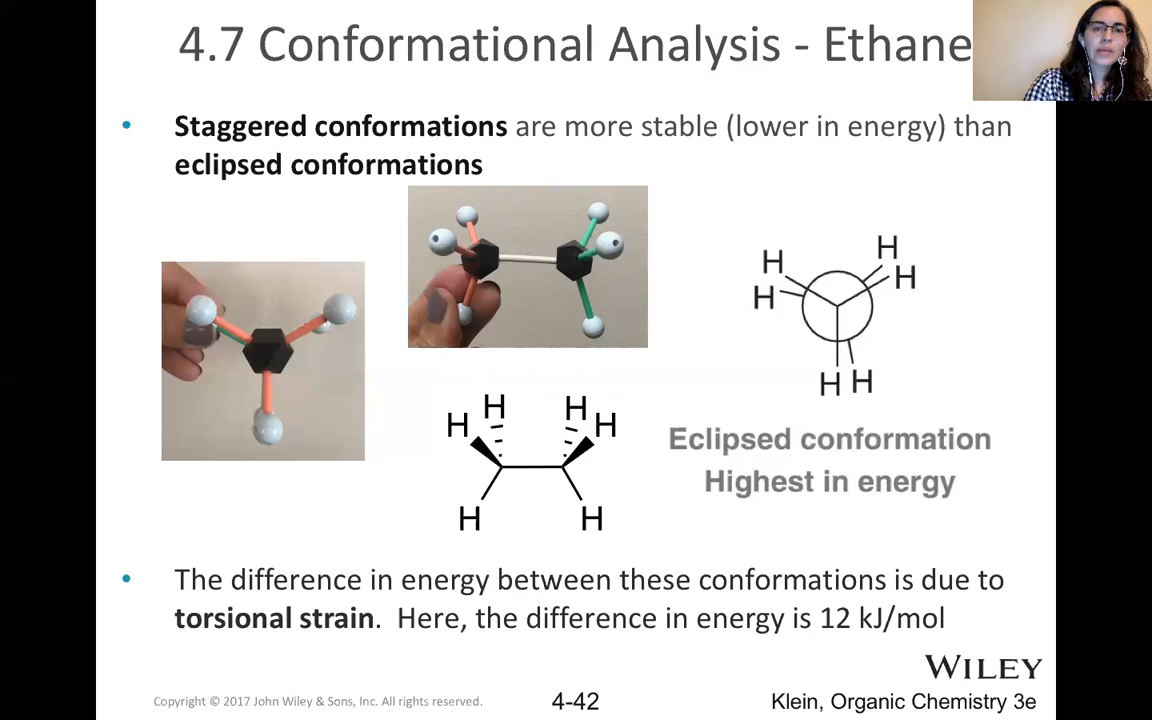 4.7 Conformational Analysis - Ethane
• Staggered conformations are more stable (lower in energy) than
eclipsed conformations
H
H
H
H
H H
H
H
H
H
H
H
Eclipsed conformation
Highest in energy
• The difference in energy between these conformations is due to
torsional strain. Here, the difference in energy is 12 kJ/mol
WILEY
Copyright © 2017 John Wiley & Sons, Inc. All rights reserved.
4-42
Klein, Organic Chemistry 3e